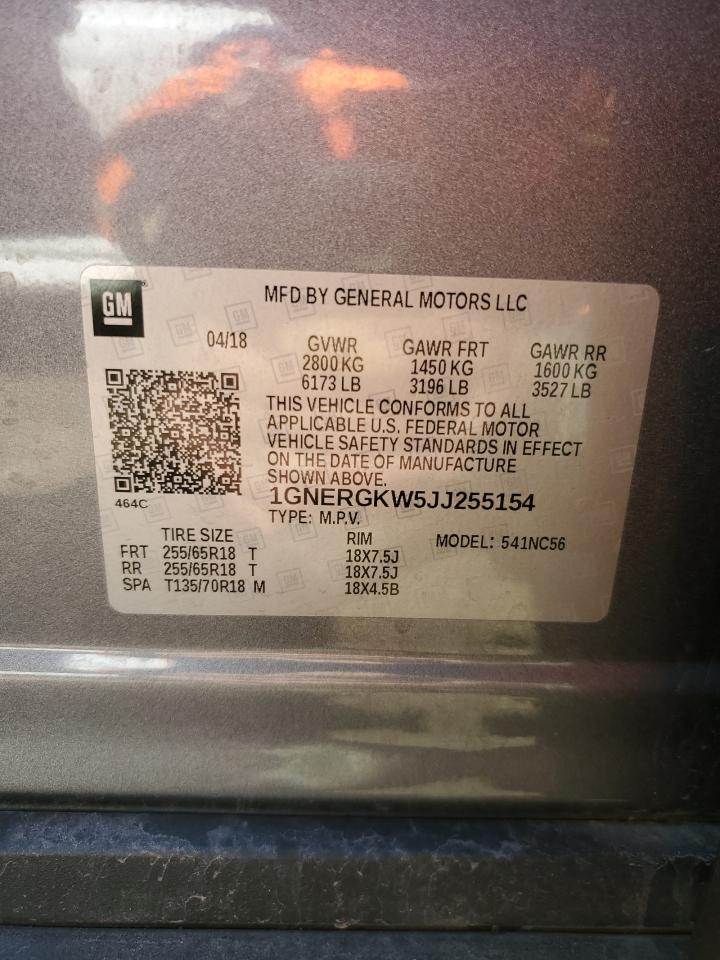 GM
MFD BY GENERAL MOTORS LLC
04/18 GVWR GAWR FRT GAWR RR
2800 KG 1450 KG 1600 KG
6173 LB 3196 LB 3527 LB
THIS VEHICLE CONFORMS TO ALL
APPLICABLE U.S. FEDERAL MOTOR
VEHICLE SAFETY STANDARDS IN EFFECT
ON THE DATE OF MANUFACTURE
SHOWN ABOVE.
464C
1GNERGKW5JJ255154
TYPE: M.P.V.
TIRE SIZE RIM MODEL: 541NC56
FRT 255/65R18 T 18X7.5J
RR 255/65R18 T 18X7.5J
SPA T135/70R18 M 18X4.5B